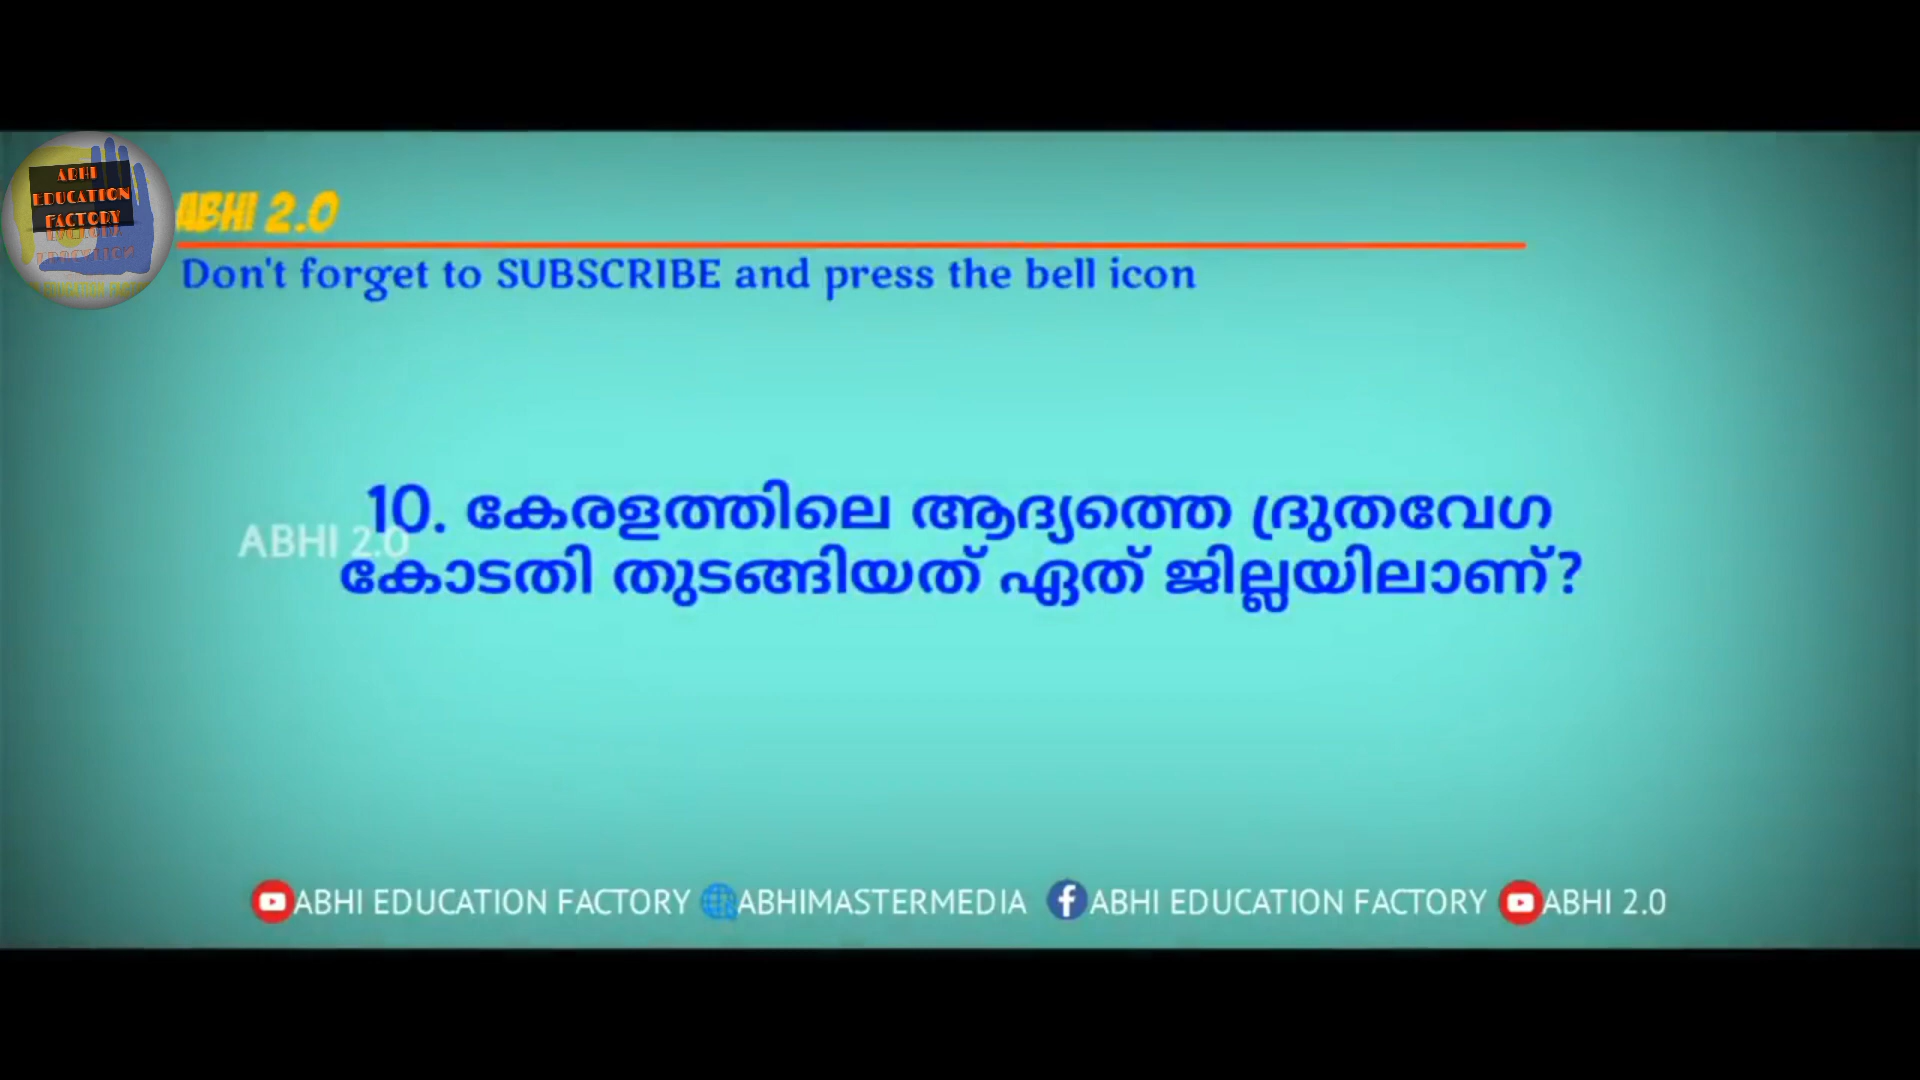 ABHI
EDUCATION
FACTORY
ABHI 2.0
Don't forget to SUBSCRIBE and press the bell icon
10. കേരളത്തിലെ ആദ്യത്തെ ദ്രുതവേഗ
ABHI 2.0
കോടതി തുടങ്ങിയത് ഏത് ജില്ലയിലാണ്?
ABHI EDUCATION FACTORY ABHIMASTERMEDIA ABHI EDUCATION FACTORY ABHI 2.0